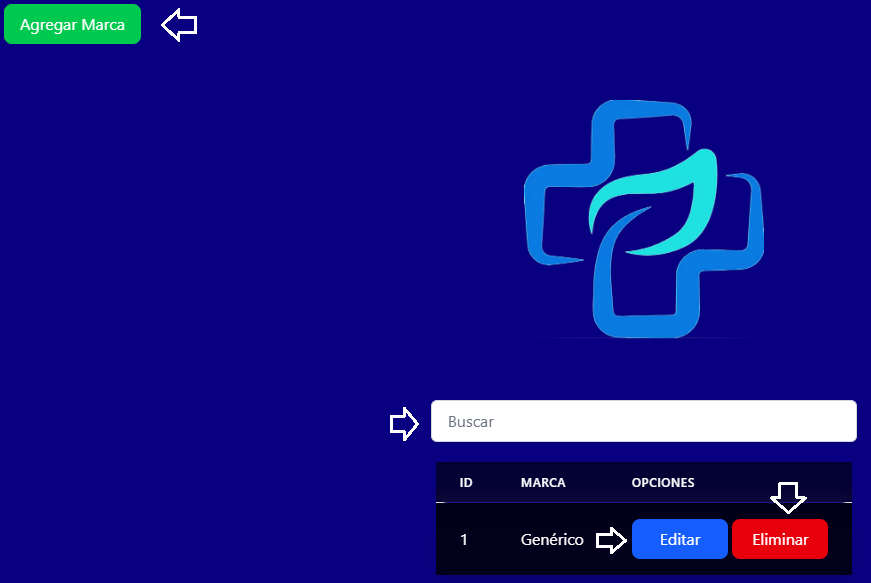 Agregar Marca
Buscar
ID MARCA OPCIONES
1 Genérico Editar Eliminar